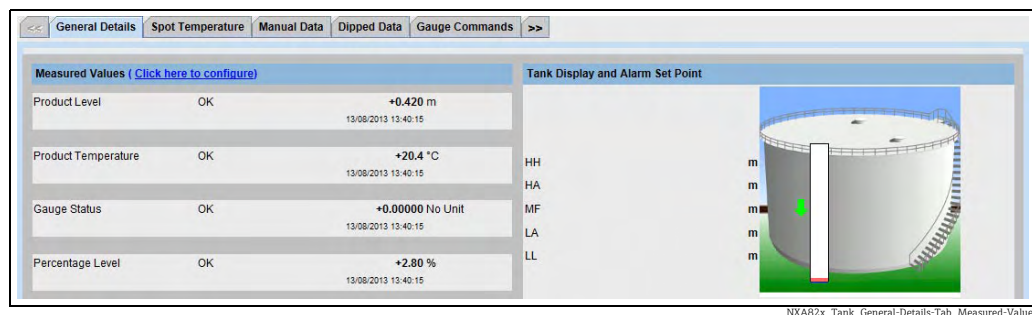 << General Details Spot Temperature Manual Data Dipped Data Gauge Commands >>
Measured Values ( Click here to configure)
Product Level OK +0.420 m
13/08/2013 13:40:15
Product Temperature OK +20.4 °C
13/08/2013 13:40:15
Gauge Status OK +0.00000 No Unit
13/08/2013 13:40:15
Percentage Level OK +2.80 %
13/08/2013 13:40:15
Tank Display and Alarm Set Point
HH m
HA m
MF m
LA m
LL m
NXA82x_Tank_General-Details-Tab_Measured-Value